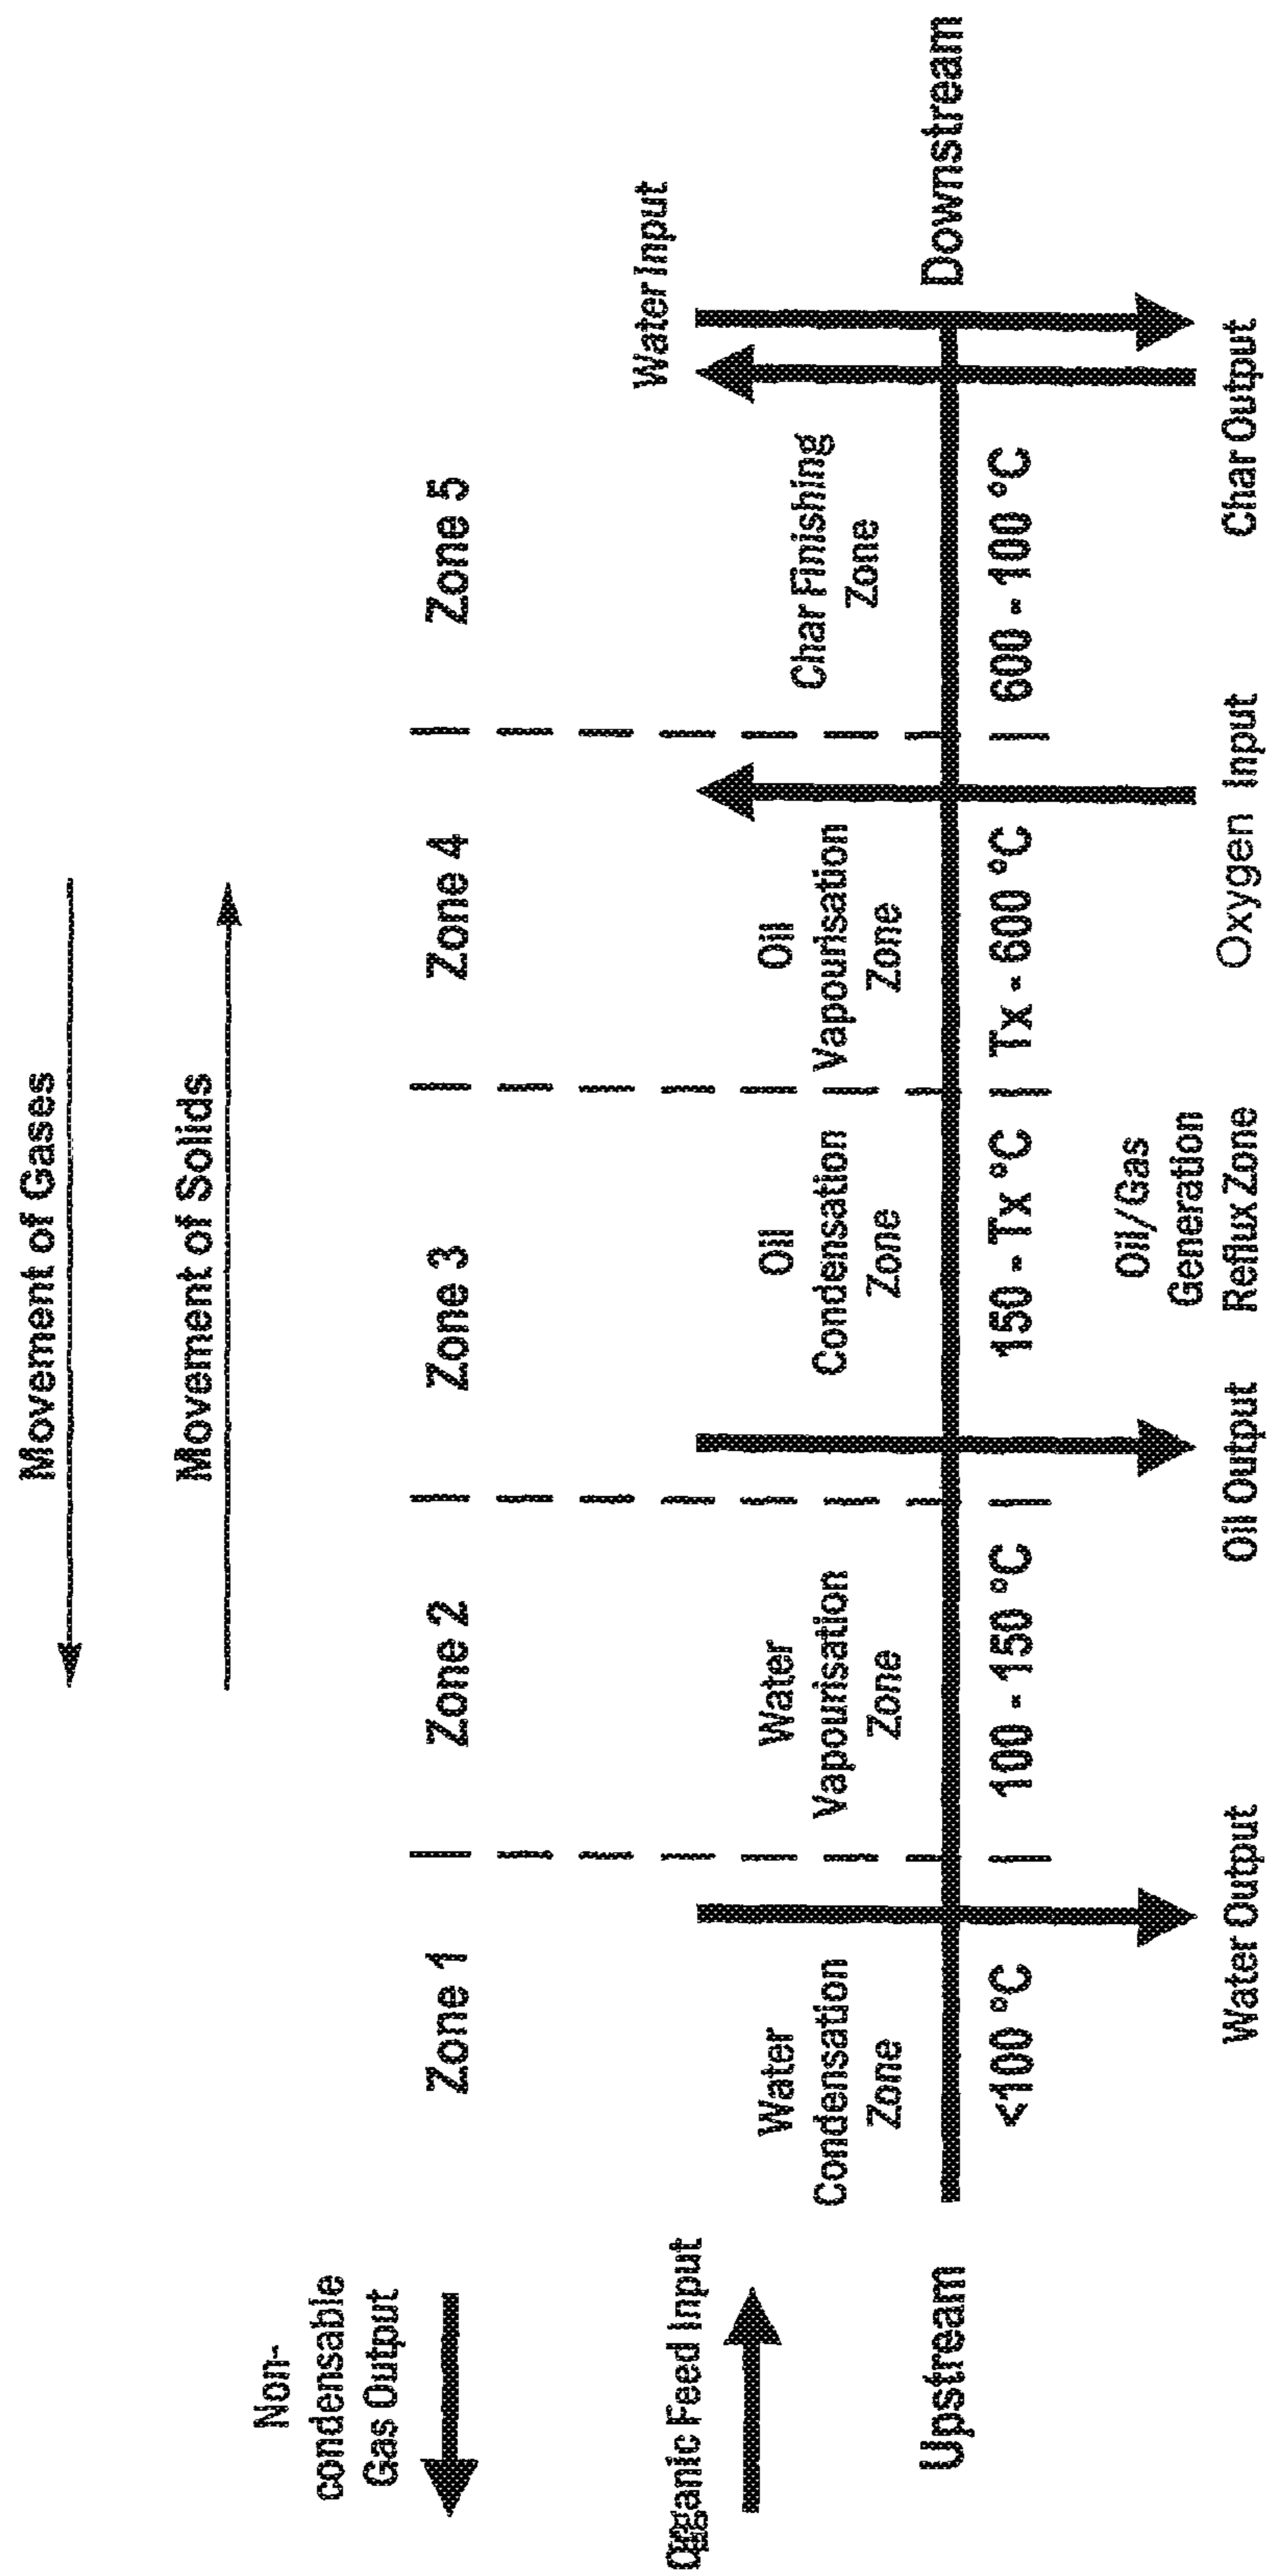 Movement of Gases
Movement of Solids
Non-
condensable
Gas Output
Zone 1
Zone 2
Zone 3
Zone 4
Zone 5
Organic Feed Input
Water Input
Water
Condensation
Zone
Water
Vapourisation
Zone
Oil
Condensation
Zone
Oil
Vapourisation
Zone
Char Finishing
Zone
Upstream
Downstream
<100 °C
100 - 150 °C
150 - Tx °C
Tx - 600 °C
600 - 100 °C
Oil/Gas
Generation
Reflux Zone
Water Output
Oil Output
Oxygen Input
Char Output